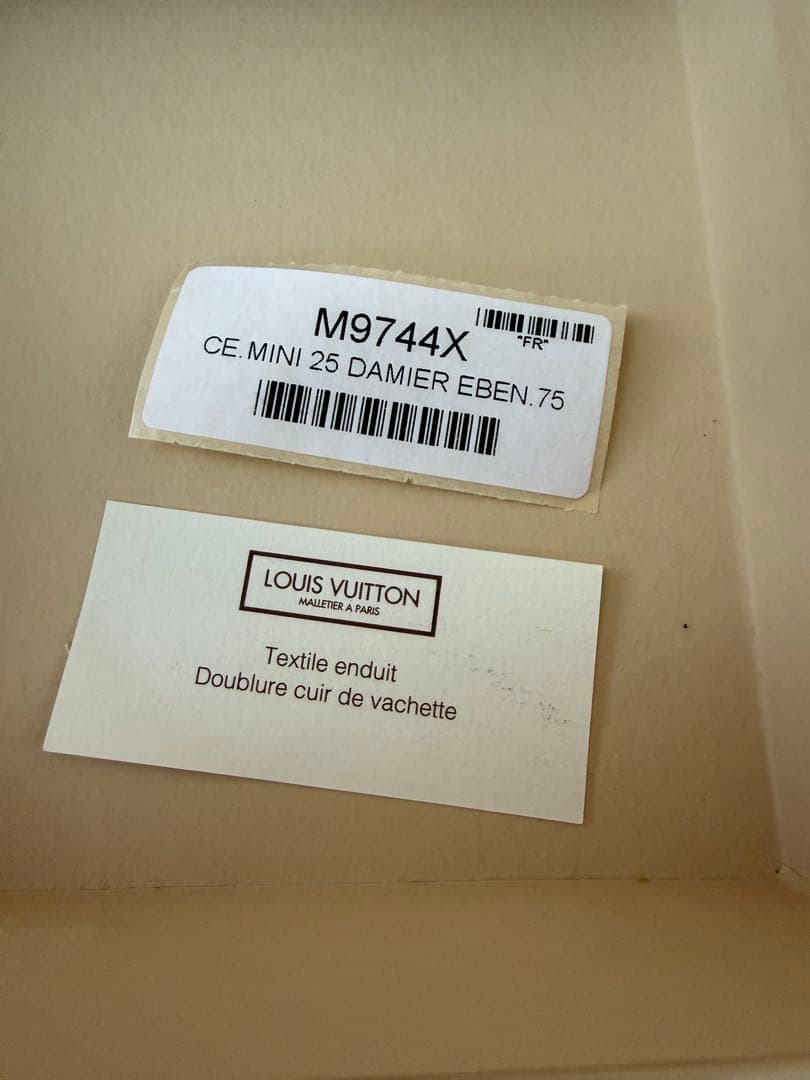 M9744X
"FR"
CE. MINI 25 DAMIER EBEN. 75
LOUIS VUITTON
MALLETIER A PARIS
Textile enduit
Doublure cuir de vachette